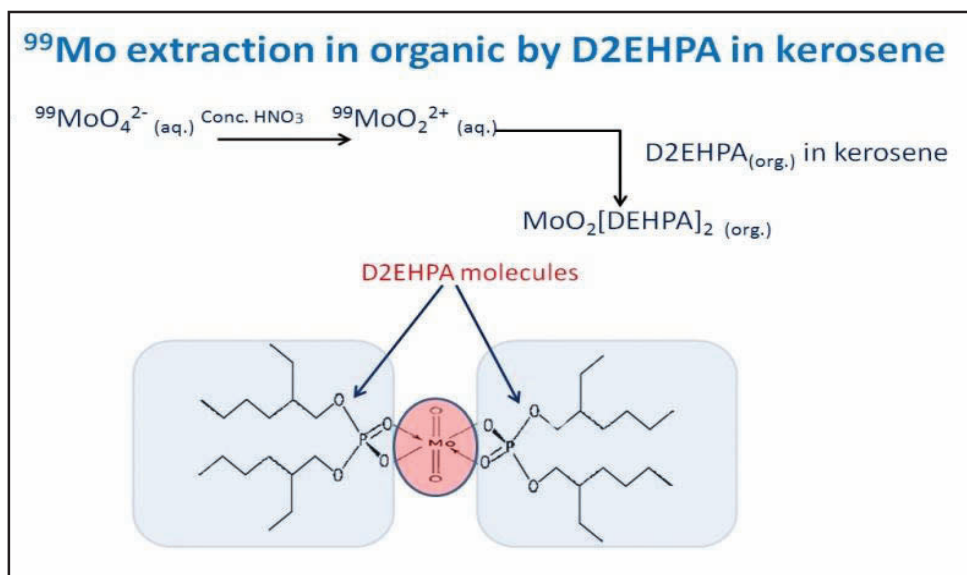 ⁹⁹Mo extraction in organic by D2EHPA in kerosene
⁹⁹MoO₄²⁻ (aq.) Conc. HNO₃ ⁹⁹MoO₂²⁺ (aq.)
D2EHPA(org.) in kerosene
MoO₂[DEHPA]₂ (org.)
D2EHPA molecules
O O O O
P O Mo O P
O O O O